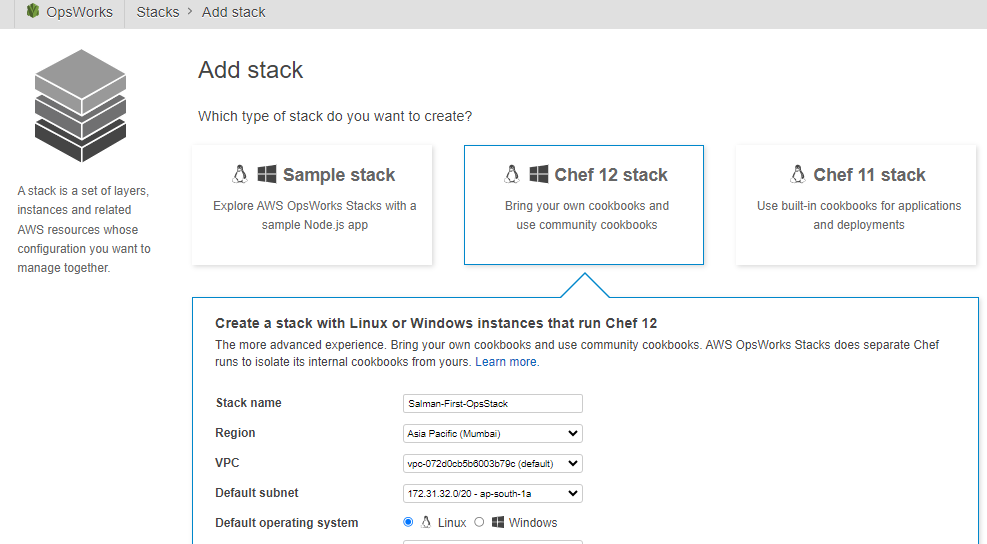 OpsWorks Stacks > Add stack
Add stack
Which type of stack do you want to create?
A stack is a set of layers,
instances and related
AWS resources whose
configuration you want to
manage together.
Sample stack
Explore AWS OpsWorks Stacks with a
sample Node.js app
Chef 12 stack
Bring your own cookbooks and
use community cookbooks
Chef 11 stack
Use built-in cookbooks for applications
and deployments
Create a stack with Linux or Windows instances that run Chef 12
The more advanced experience. Bring your own cookbooks and use community cookbooks. AWS OpsWorks Stacks does separate Chef
runs to isolate its internal cookbooks from yours. Learn more.
Stack name Salman-First-OpsStack
Region Asia Pacific (Mumbai)
VPC vpc-072d0cb5b6003b79c (default)
Default subnet 172.31.32.0/20 - ap-south-1a
Default operating system Linux Windows